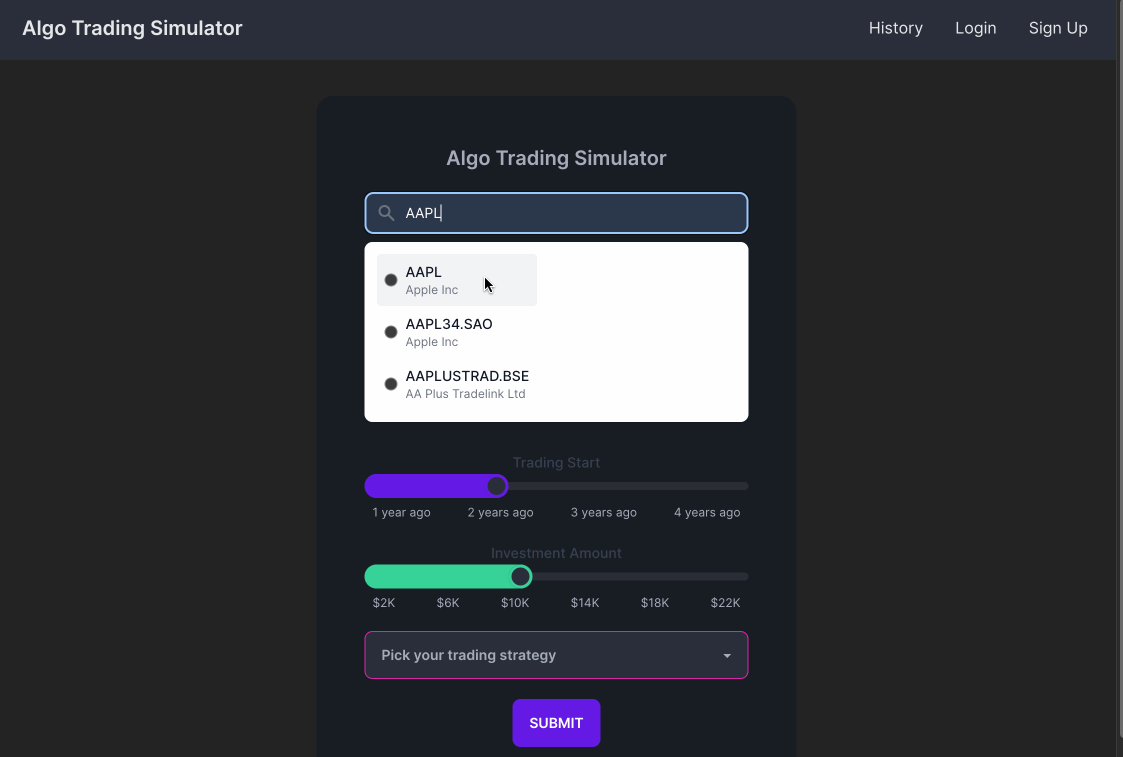 Algo Trading Simulator
History Login Sign Up
Algo Trading Simulator
AAPL
AAPL
Apple Inc
AAPL34.SAO
Apple Inc
AAPLUSTRAD.BSE
AA Plus Tradelink Ltd
Trading Start
1 year ago 2 years ago 3 years ago 4 years ago
Investment Amount
$2K $6K $10K $14K $18K $22K
Pick your trading strategy
SUBMIT